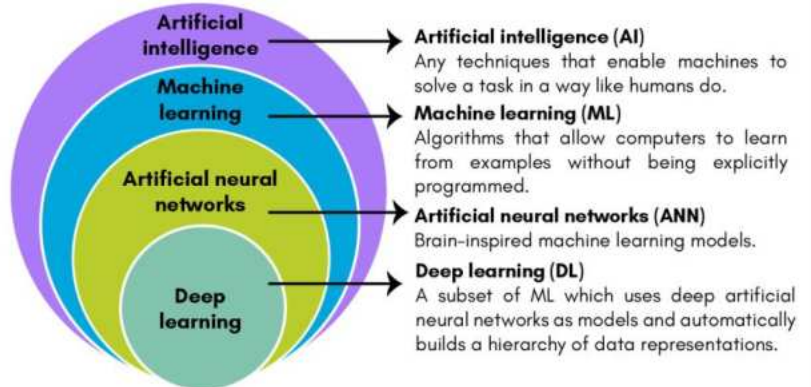 Artificial
intelligence
Machine
learning
Artificial neural
networks
Deep
learning
Artificial intelligence (AI)
Any techniques that enable machines to
solve a task in a way like humans do.
Machine learning (ML)
Algorithms that allow computers to learn
from examples without being explicitly
programmed.
Artificial neural networks (ANN)
Brain-inspired machine learning models.
Deep learning (DL)
A subset of ML which uses deep artificial
neural networks as models and automatically
builds a hierarchy of data representations.